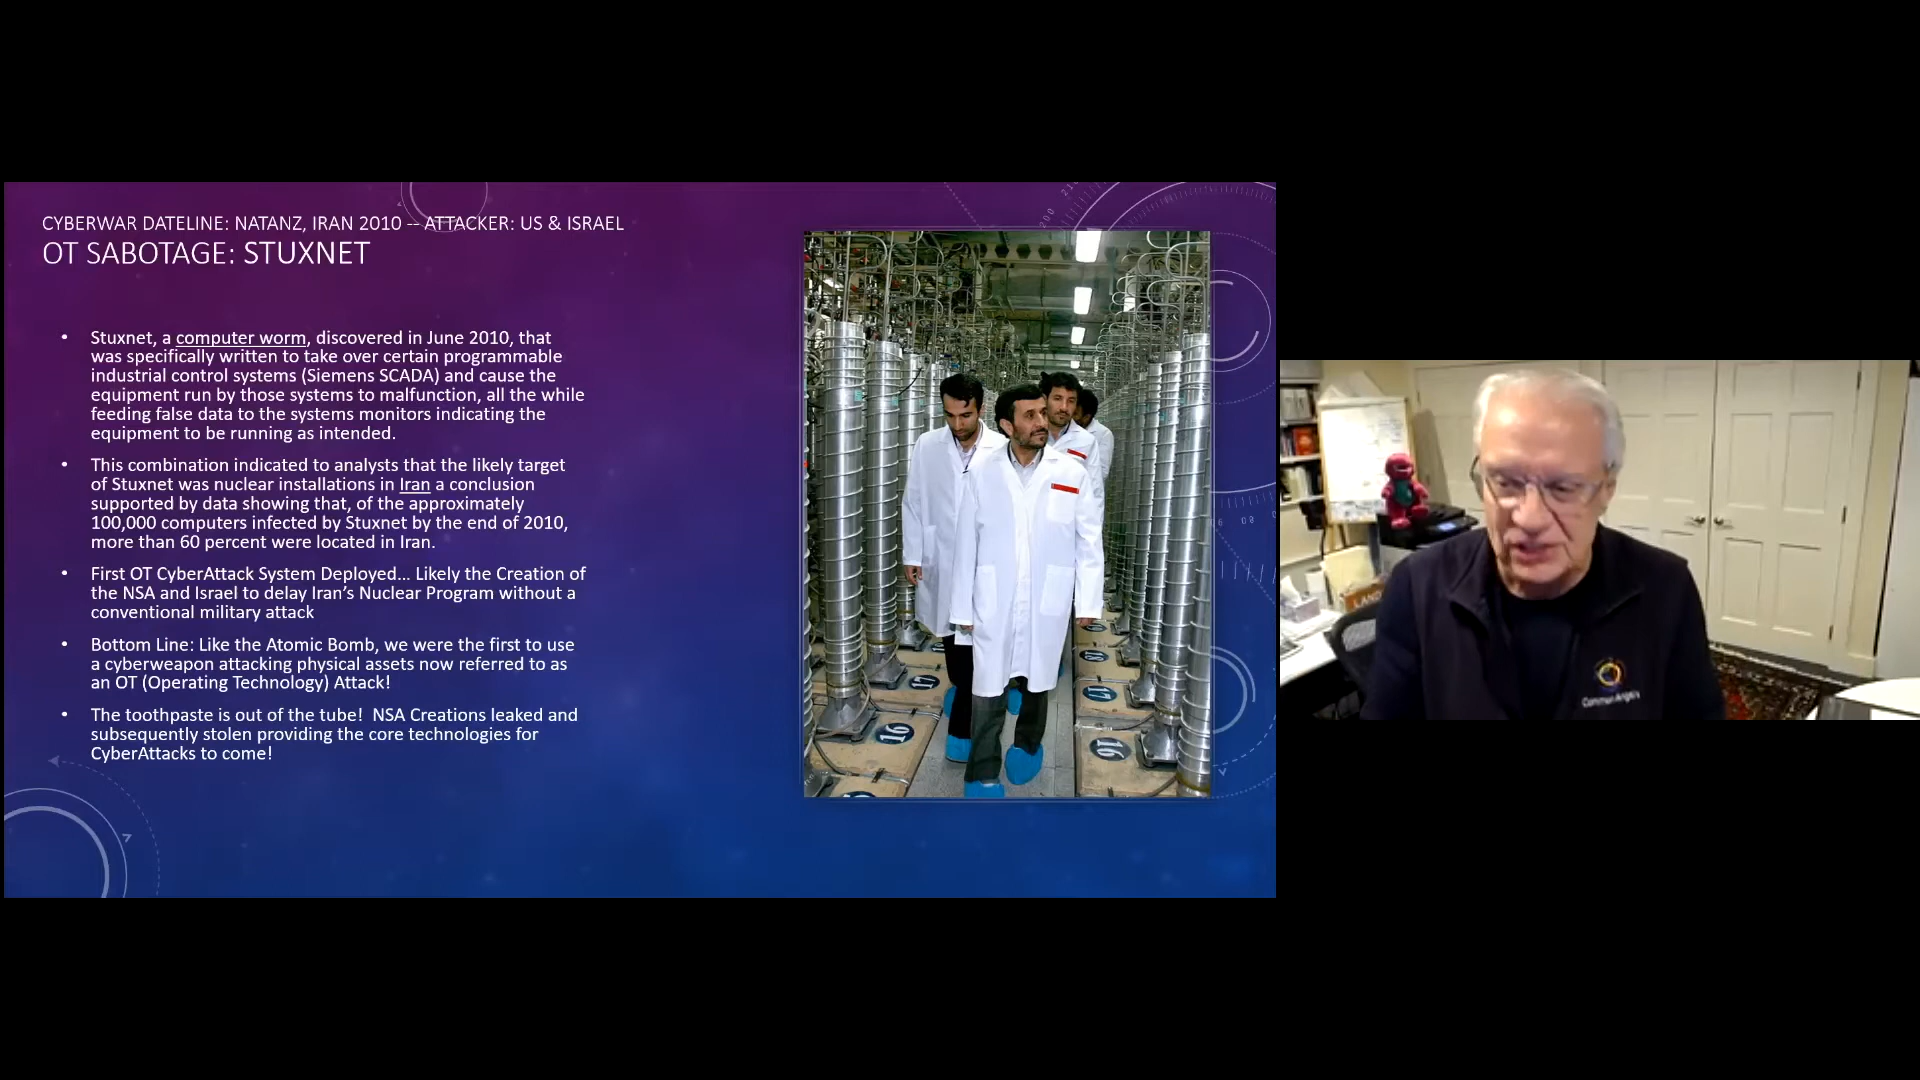 CYBERWAR DATELINE: NATANZ, IRAN 2010 -- ATTACKER: US & ISRAEL
OT SABOTAGE: STUXNET
• Stuxnet, a computer worm, discovered in June 2010, that
was specifically written to take over certain programmable
industrial control systems (Siemens SCADA) and cause the
equipment run by those systems to malfunction, all the while
feeding false data to the systems monitors indicating the
equipment to be running as intended.
• This combination indicated to analysts that the likely target
of Stuxnet was nuclear installations in Iran a conclusion
supported by data showing that, of the approximately
100,000 computers infected by Stuxnet by the end of 2010,
more than 60 percent were located in Iran.
• First OT CyberAttack System Deployed... Likely the Creation of
the NSA and Israel to delay Iran's Nuclear Program without a
conventional military attack
• Bottom Line: Like the Atomic Bomb, we were the first to use
a cyberweapon attacking physical assets now referred to as
an OT (Operating Technology) Attack!
• The toothpaste is out of the tube!  NSA Creations leaked and
subsequently stolen providing the core technologies for
CyberAttacks to come!
17
16
17
16
200
LAND